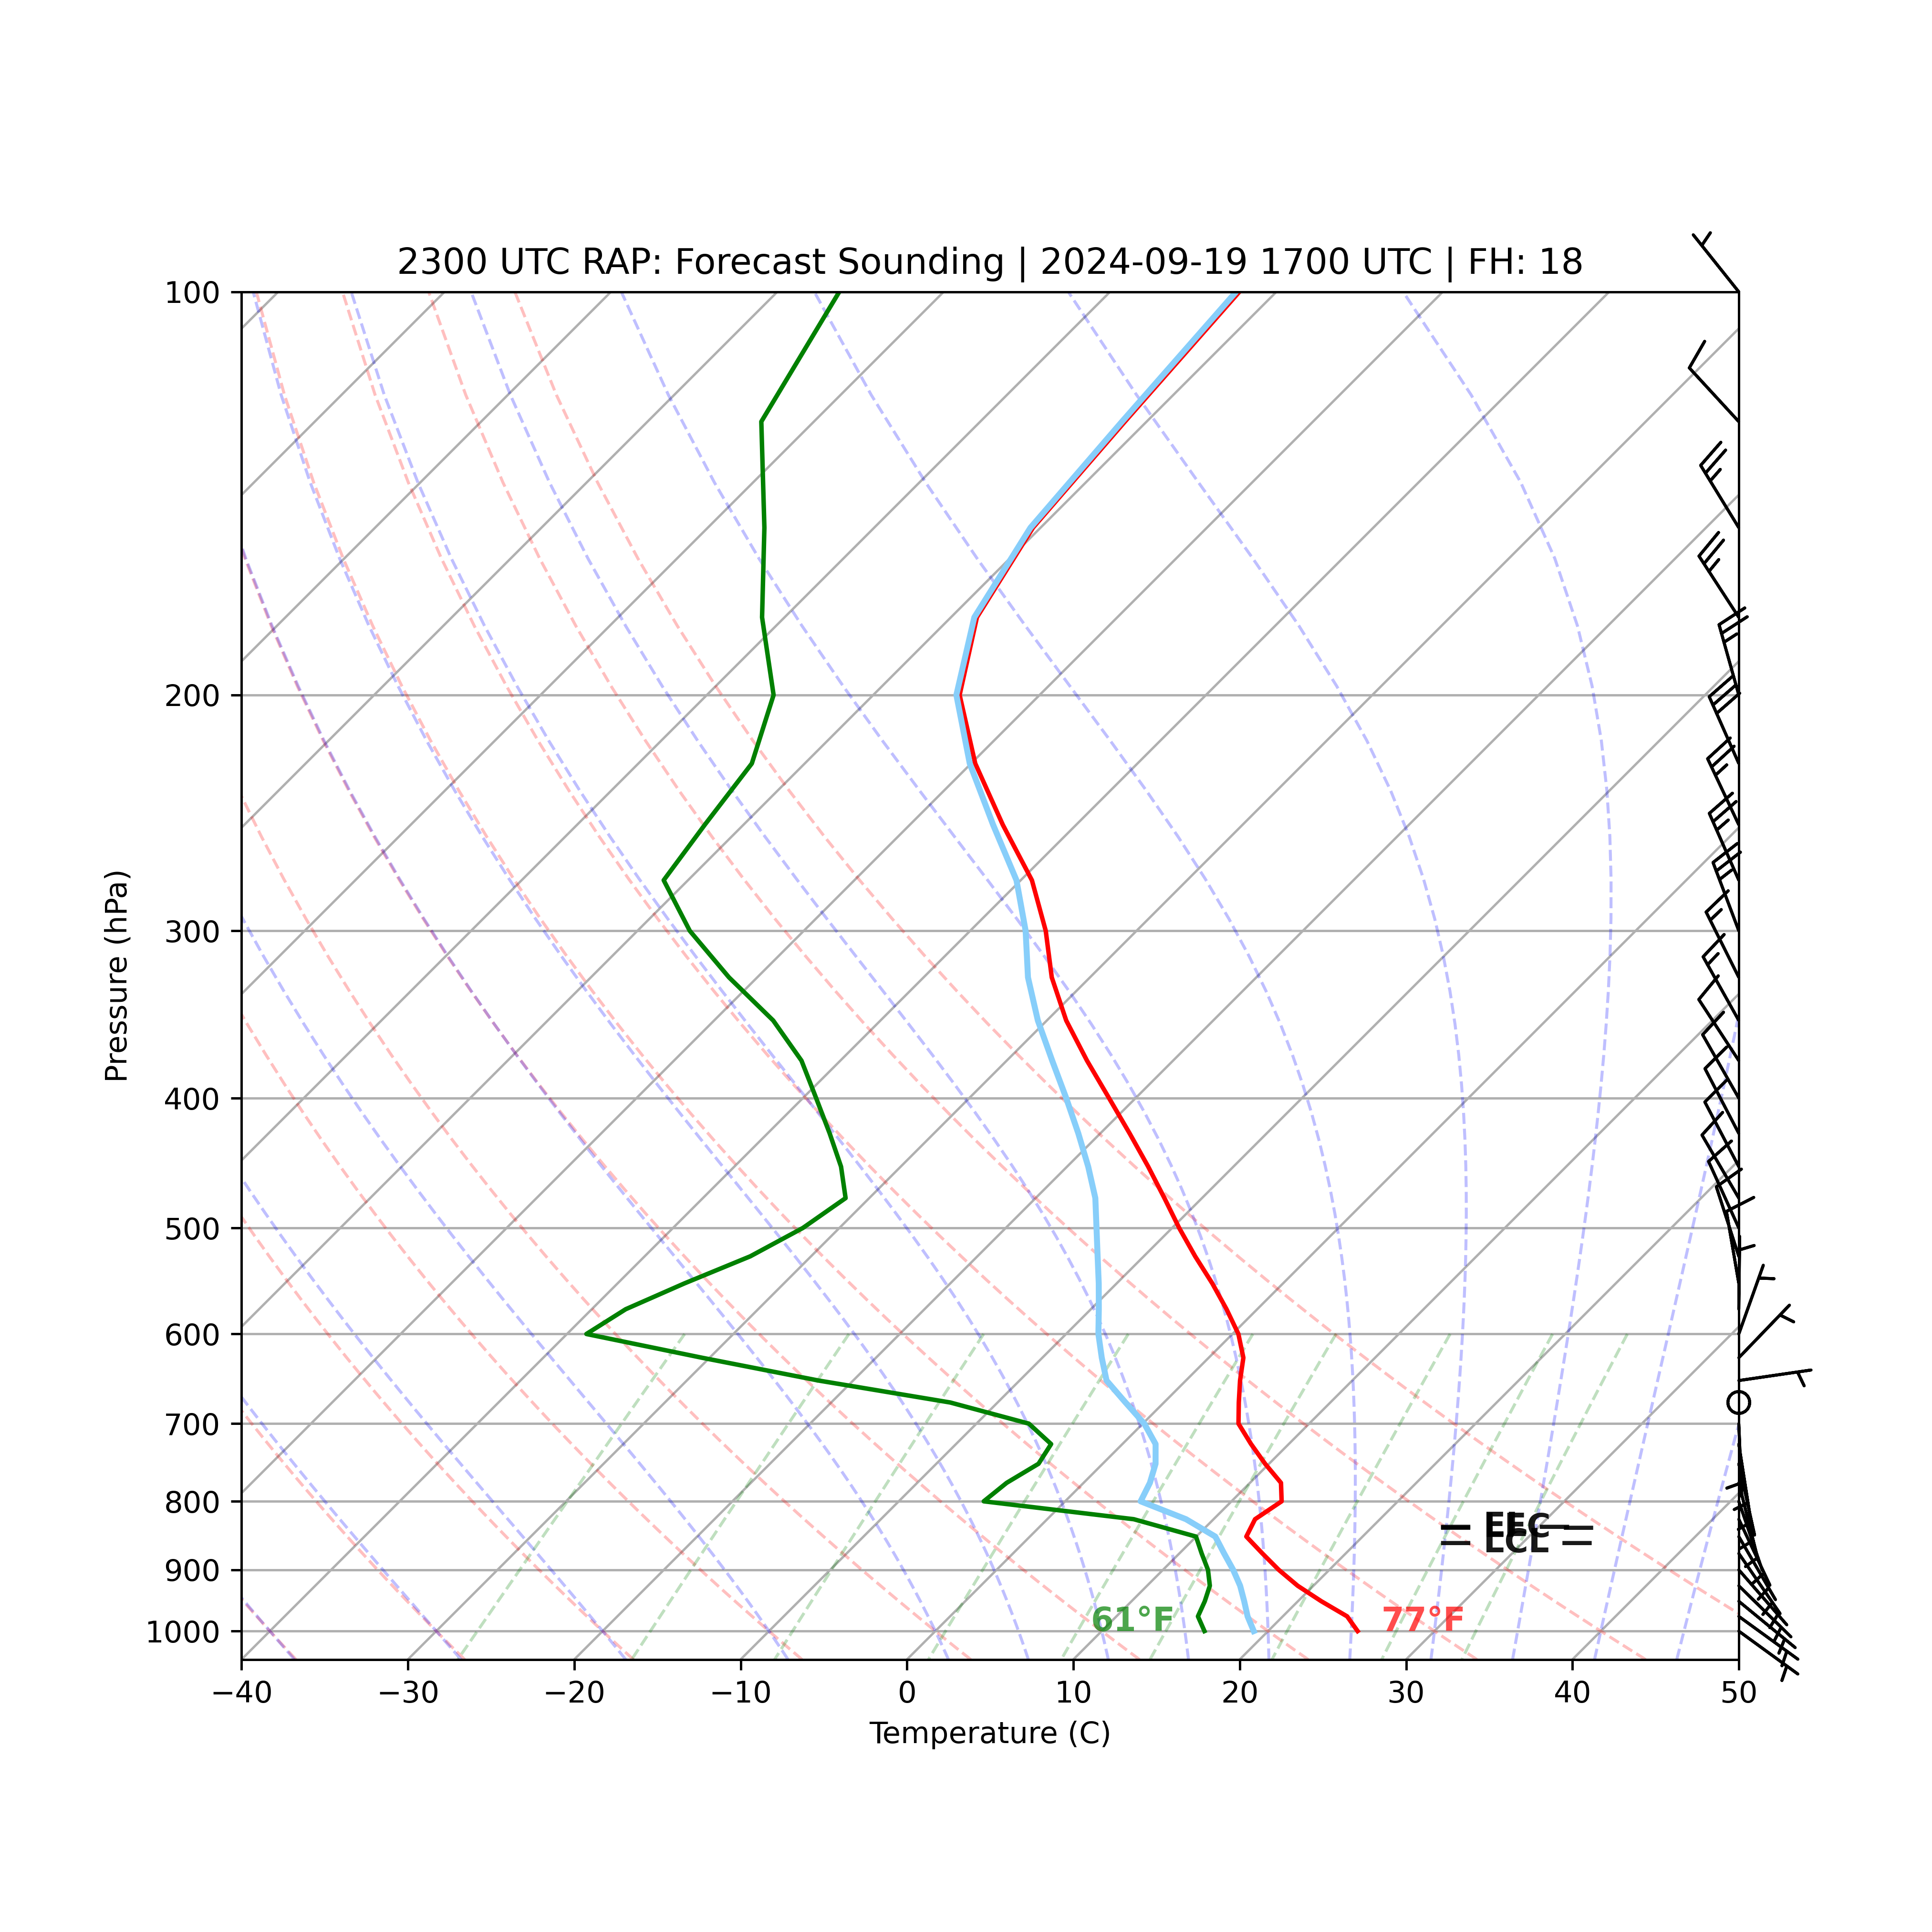 2300 UTC RAP: Forecast Sounding | 2024-09-19 1700 UTC | FH: 18
100
200
300
400
500
600
700
800
900
1000
Pressure (hPa)
LCL
61°F
77°F
−40 −30 −20 −10 0 10 20 30 40 50
Temperature (C)